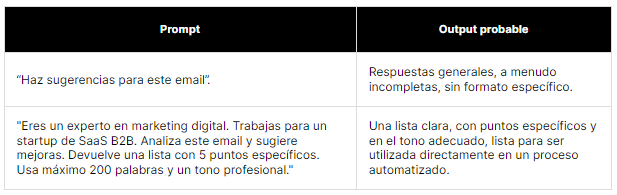 Prompt
Output probable
“Haz sugerencias para este email”.
Respuestas generales, a menudo
incompletas, sin formato específico.
"Eres un experto en marketing digital. Trabajas para un
startup de SaaS B2B. Analiza este email y sugiere
mejoras. Devuelve una lista con 5 puntos específicos.
Usa máximo 200 palabras y un tono profesional."
Una lista clara, con puntos específicos y
en el tono adecuado, lista para ser
utilizada directamente en un proceso
automatizado.